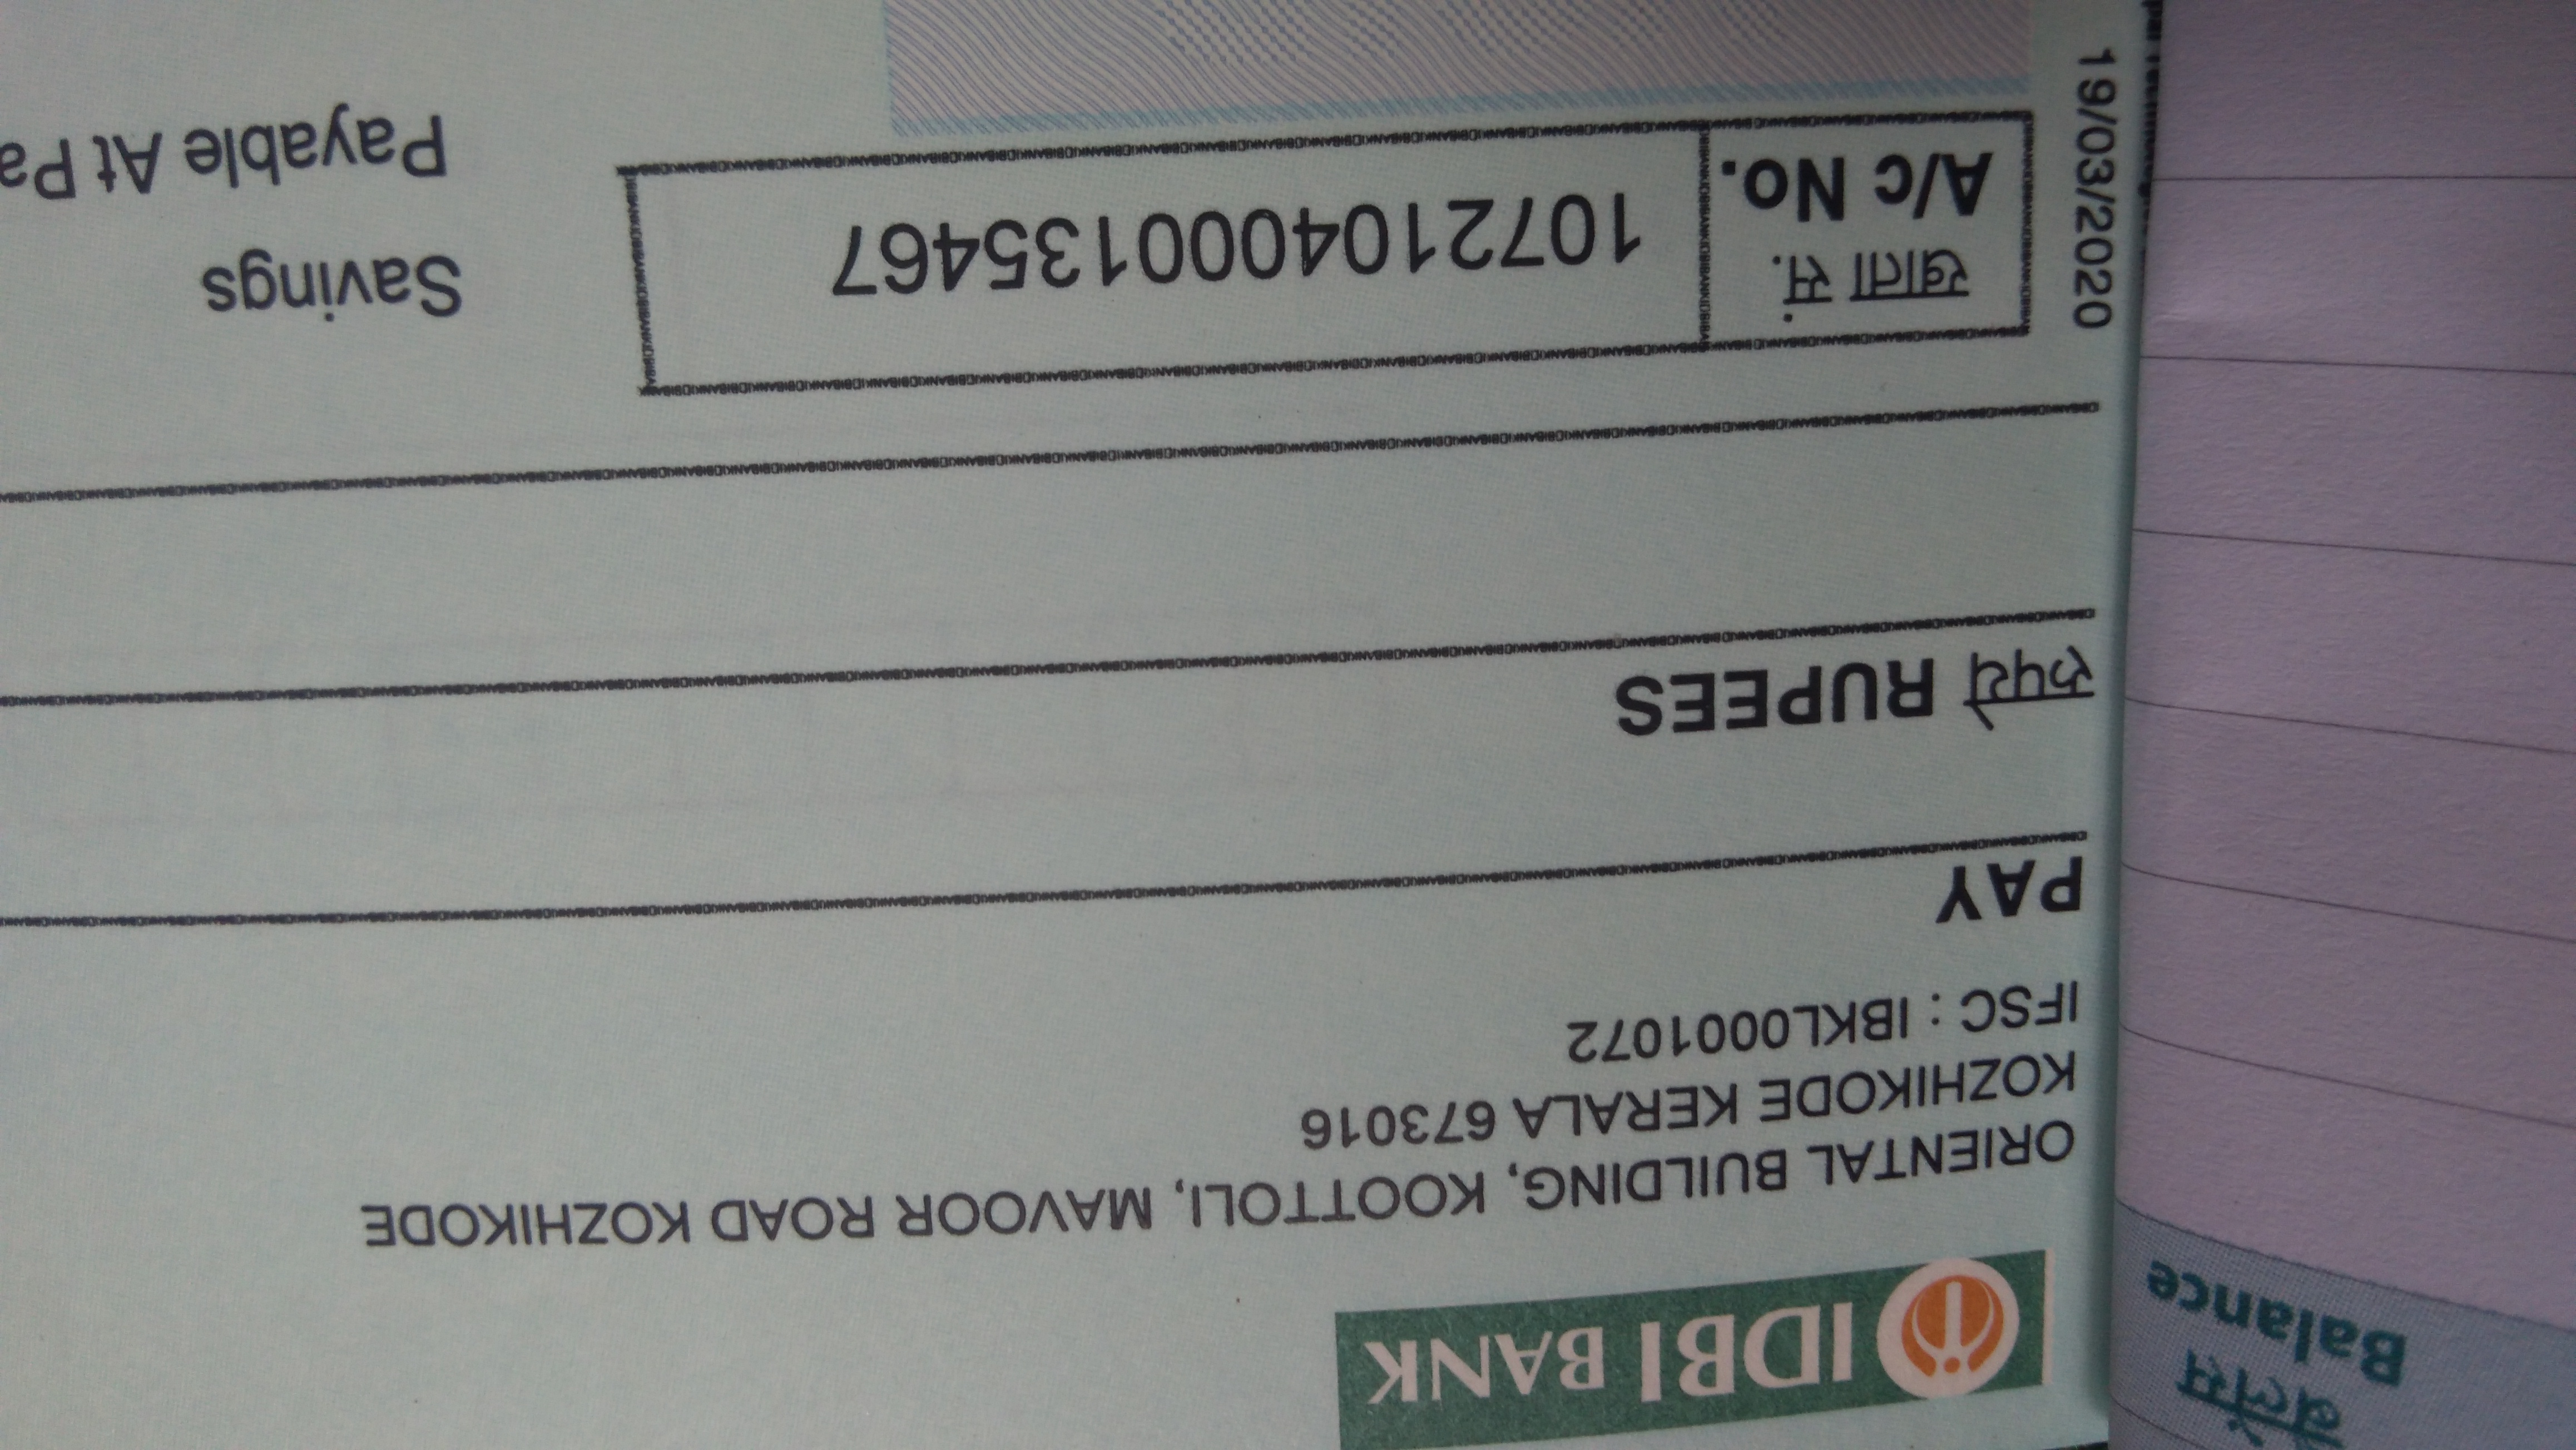 IDBI BANK
ORIENTAL BUILDING, KOOTTOLI, MAVOOR ROAD KOZHIKODE
KOZHIKODE KERALA 673016
IFSC : IBKL0001072
PAY
रुपये RUPEES
खाता सं.
A/c No.
1072104000135467
Savings
Payable At Pa
19/03/2020
बैलेंस
Balance